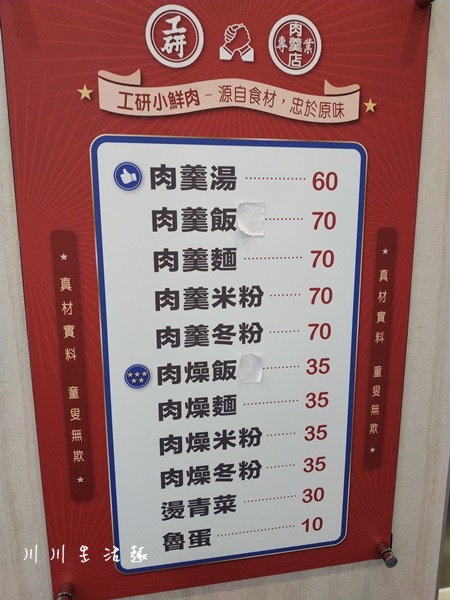 工研
肉羹專業店
工研小鮮肉 - 源自食材，忠於原味
肉羹湯 ………… 60
肉羹飯 ……… 70
肉羹麵 ………… 70
肉羹米粉 ……… 70
肉羹冬粉 ……… 70
肉燥飯 ……… 35
肉燥麵 ………… 35
肉燥米粉 ……… 35
肉燥冬粉 ……… 35
燙青菜 ………… 30
魯蛋 …………… 10
★ 真材實料 童叟無欺 ★
★ 真材實料 童叟無欺 ★
川川生活趣